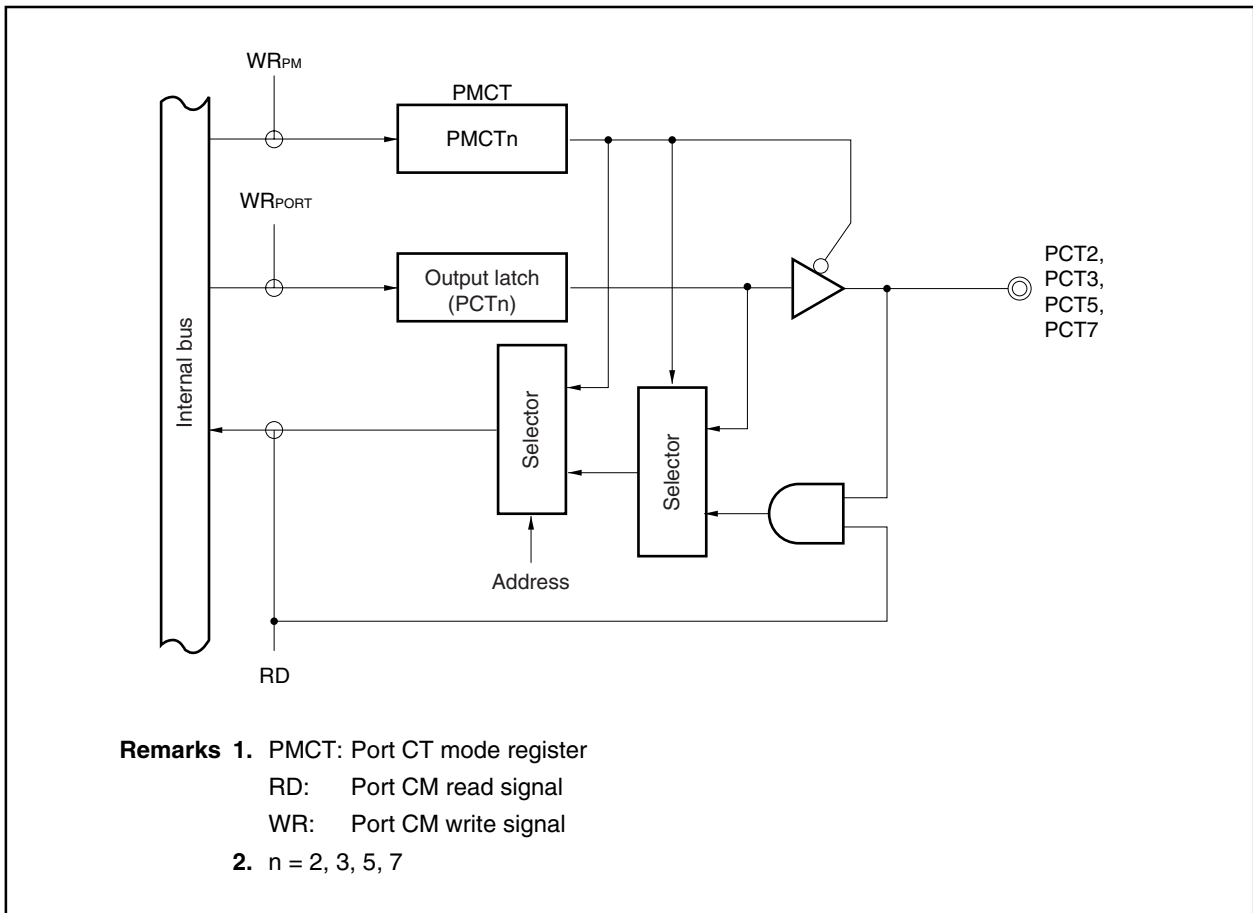 WRPM
PMCT
PMCTn
WRPORT
Output latch
(PCTn)
PCT2,
PCT3,
PCT5,
PCT7
Internal bus
Selector
Selector
Address
RD
Remarks 1. PMCT: Port CT mode register
RD: Port CM read signal
WR: Port CM write signal
2. n = 2, 3, 5, 7